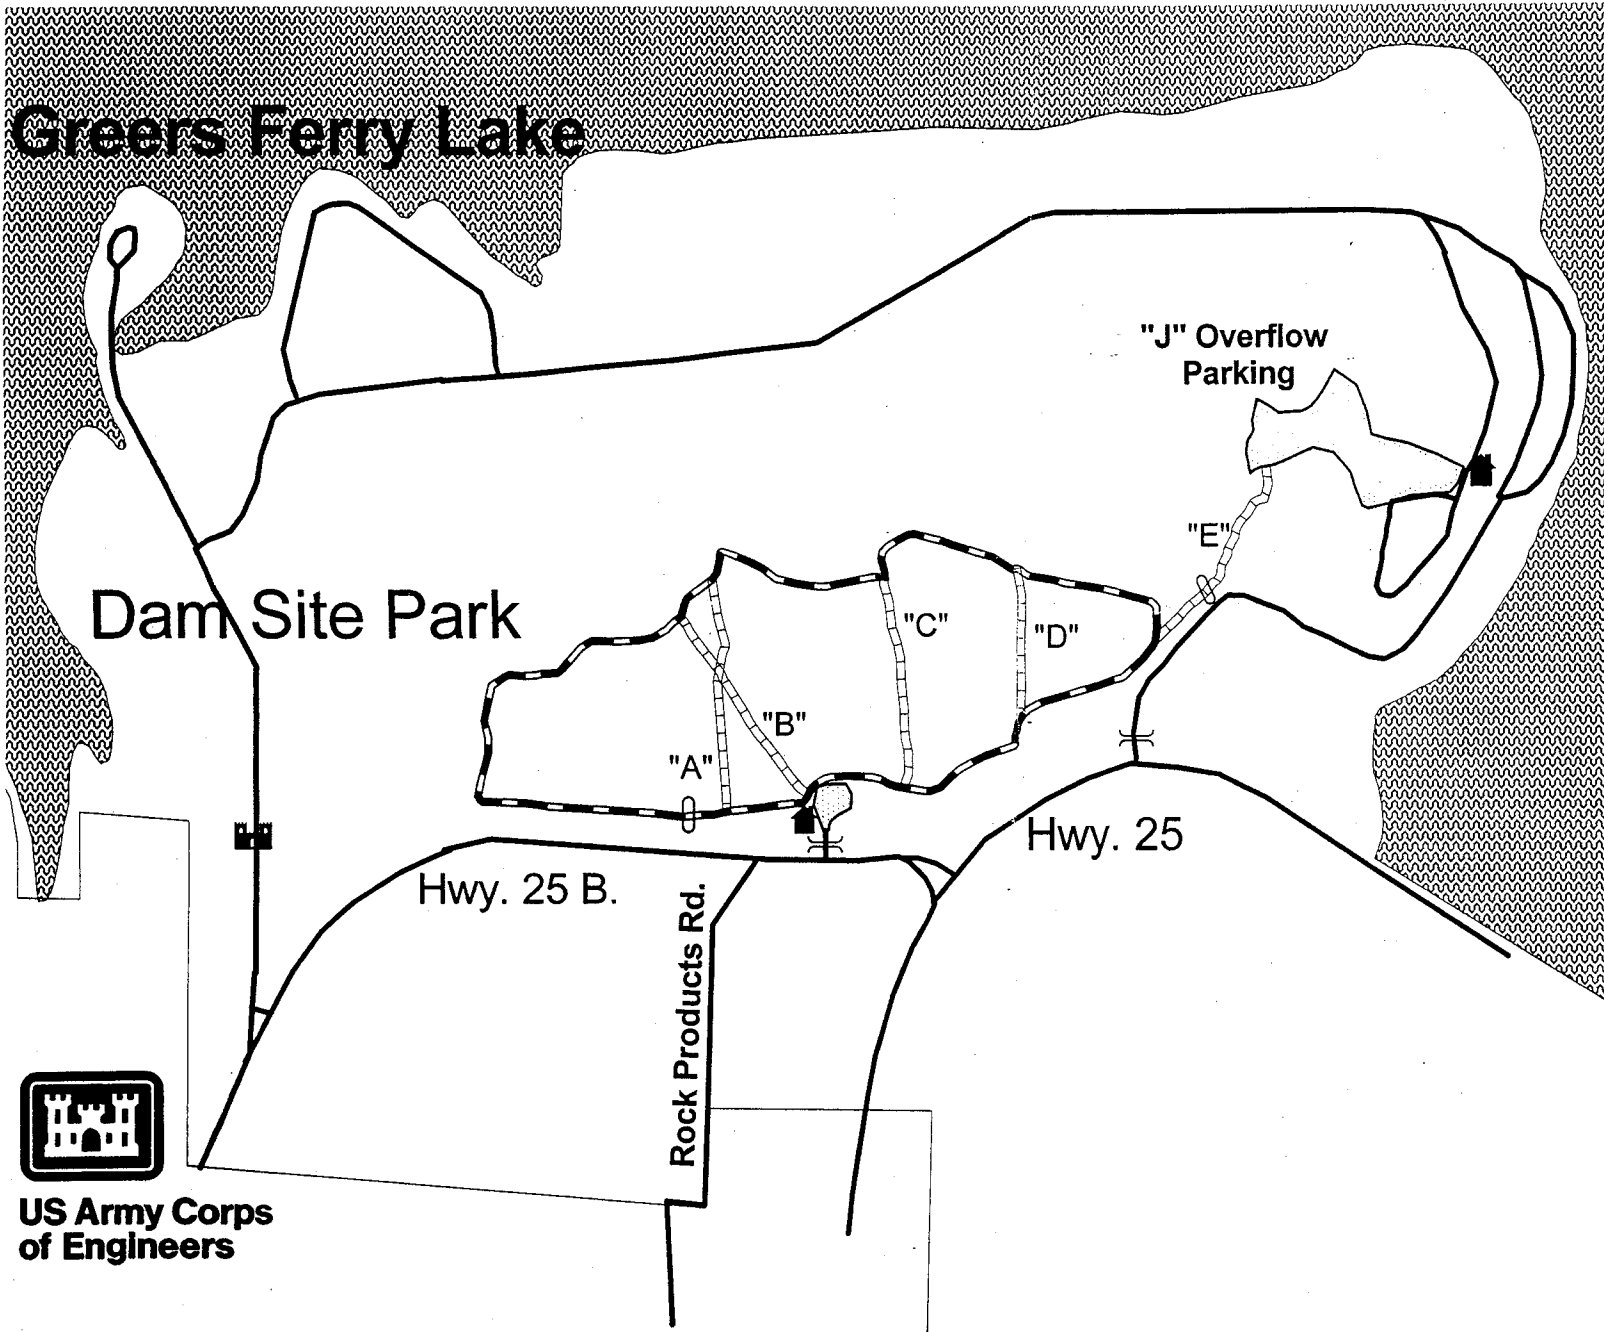 Greers Ferry Lake
"J" Overflow
Parking
"E"
Dam Site Park
"C"
"D"
"B"
"A"
Hwy. 25
Hwy. 25 B.
Rock Products Rd.
US Army Corps
of Engineers